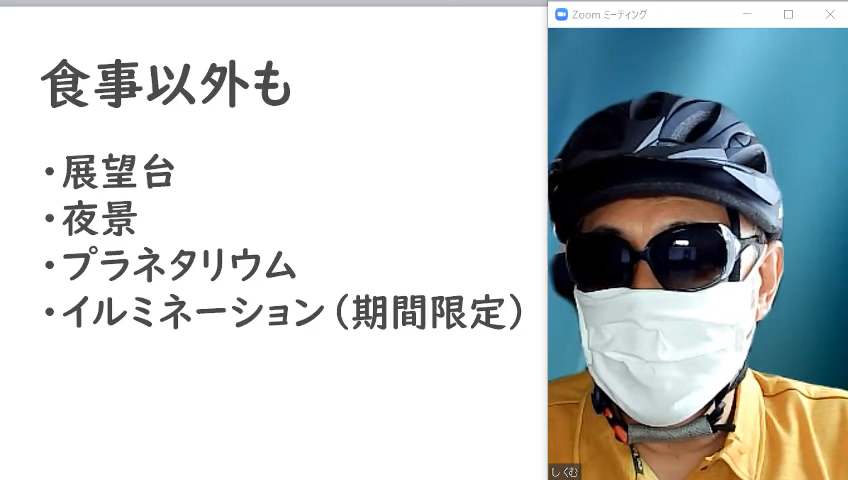 食事以外も
・展望台
・夜景
・プラネタリウム
・イルミネーション(期間限定)
Zoom ミーティング
しくむ